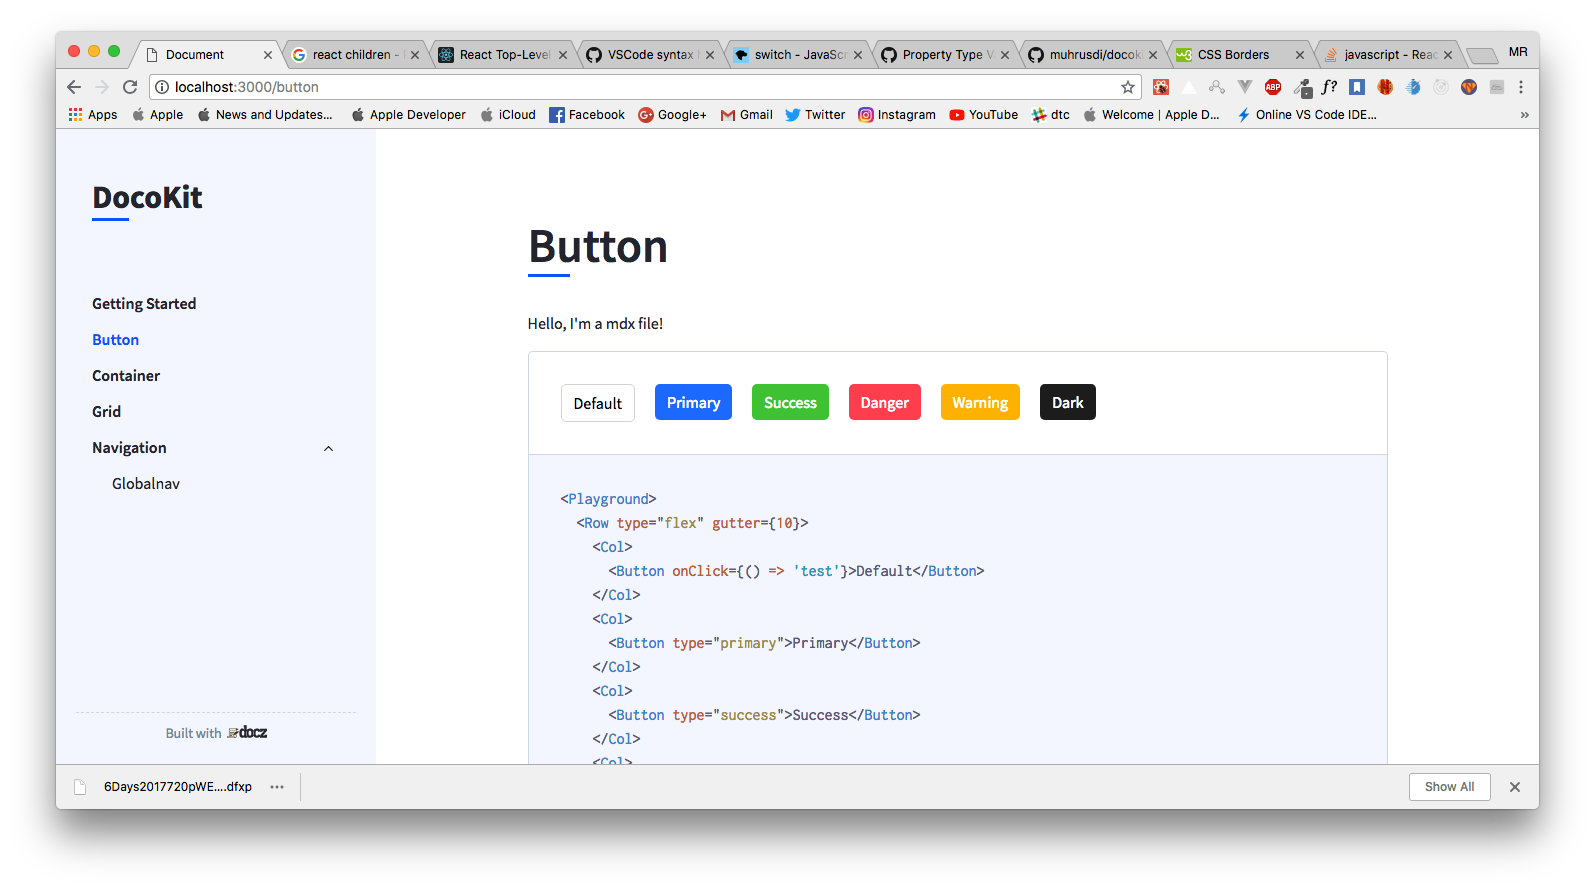 Document
react children -
React Top-Level
VSCode syntax
switch - JavaSc
Property Type V
muhrusdi/docok
CSS Borders
javascript - Reac
MR
localhost:3000/button
ABP
f?
Apps
Apple
News and Updates...
Apple Developer
iCloud
Facebook
Google+
Gmail
Twitter
Instagram
YouTube
dtc
Welcome | Apple D...
Online VS Code IDE...
»
DocoKit
Getting Started
Button
Container
Grid
Navigation
Globalnav
Built with docz
Button
Hello, I'm a mdx file!
Default
Primary
Success
Danger
Warning
Dark
<Playground>
<Row type="flex" gutter={10}>
<Col>
<Button onClick={() => 'test'}>Default</Button>
</Col>
<Col>
<Button type="primary">Primary</Button>
</Col>
<Col>
<Button type="success">Success</Button>
</Col>
<Col>
6Days2017720pWE....dfxp
Show All